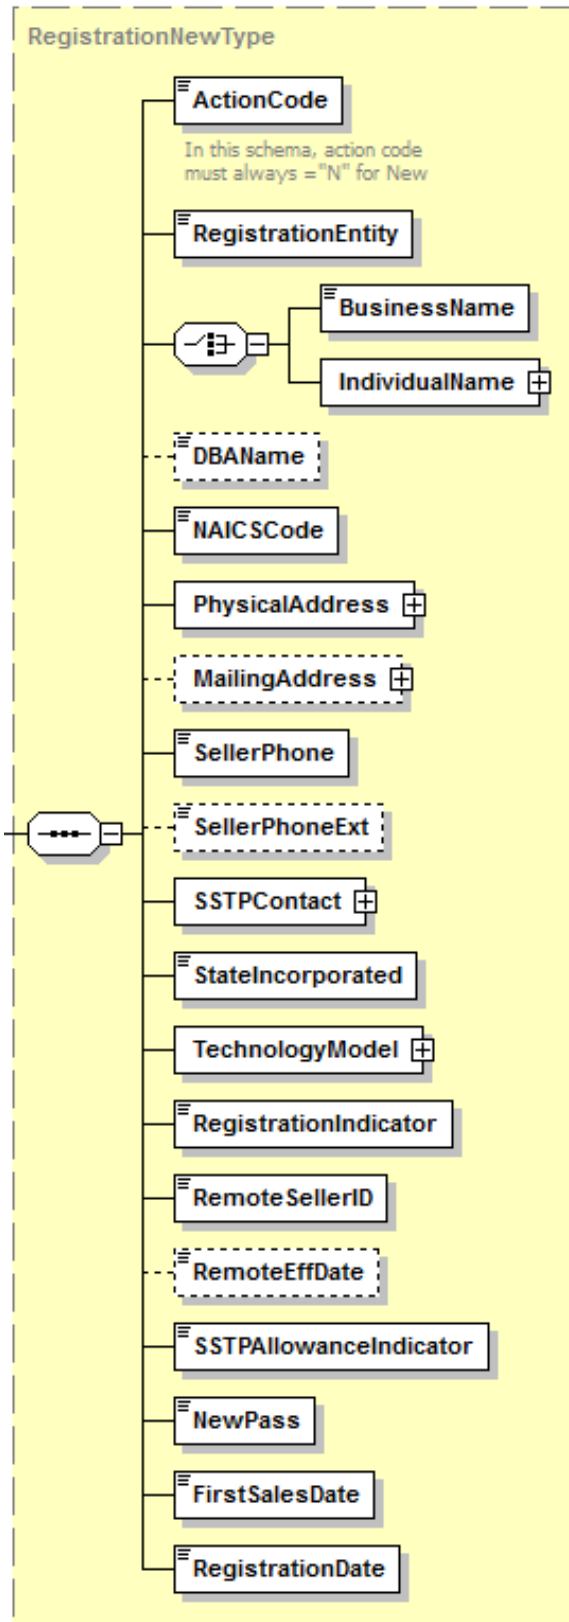 RegistrationNewType
ActionCode
In this schema, action code
must always ="N" for New
RegistrationEntity
BusinessName
IndividualName
DBAName
NAICSCode
PhysicalAddress
MailingAddress
SellerPhone
SellerPhoneExt
SSTPContact
StateIncorporated
TechnologyModel
RegistrationIndicator
RemoteSellerID
RemoteEffDate
SSTPAllowanceIndicator
NewPass
FirstSalesDate
RegistrationDate